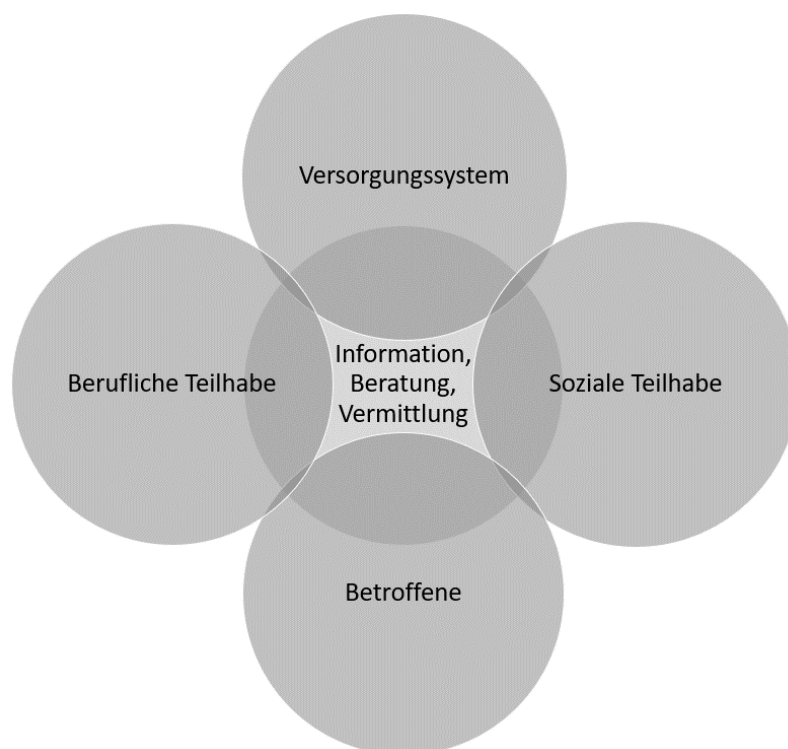 Versorgungssystem
Berufliche Teilhabe
Information,
Beratung,
Vermittlung
Soziale Teilhabe
Betroffene